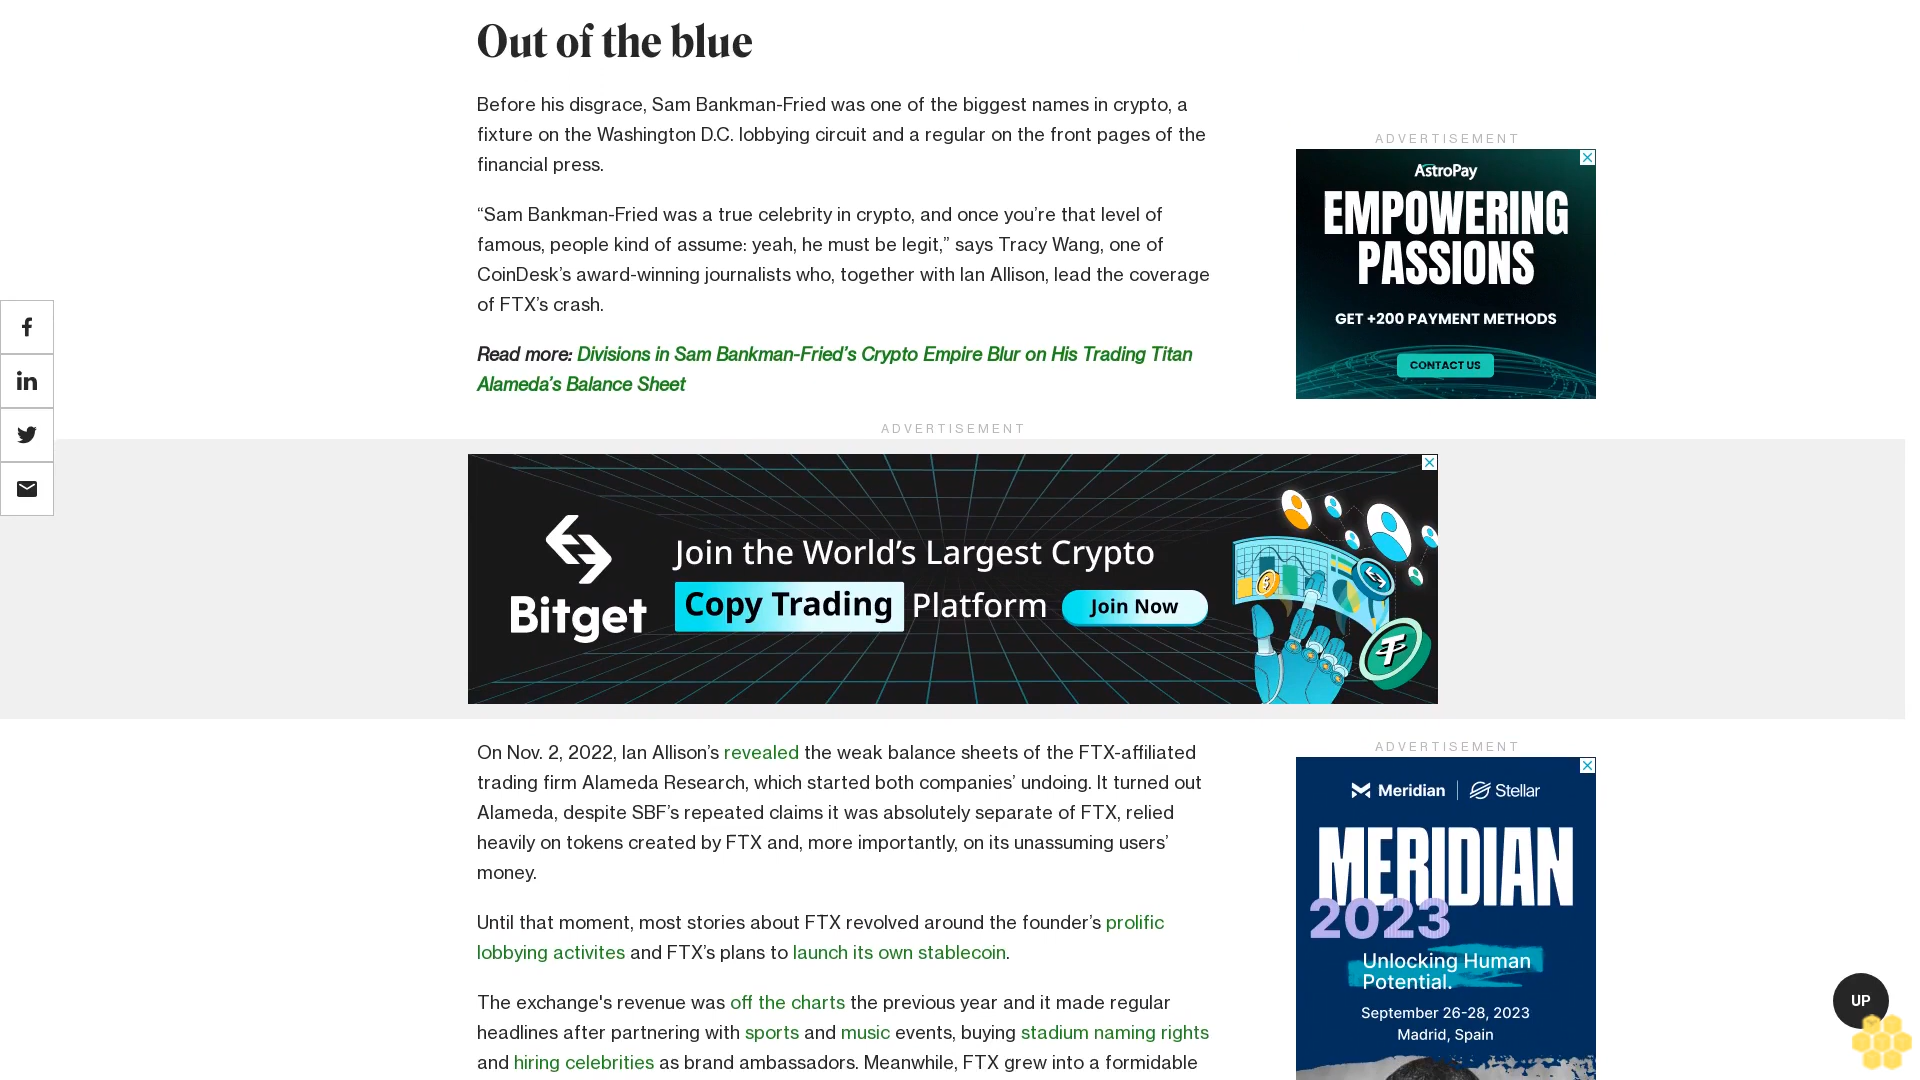 Out of the blue
Before his disgrace, Sam Bankman-Fried was one of the biggest names in crypto, a
fixture on the Washington D.C. lobbying circuit and a regular on the front pages of the
financial press.
“Sam Bankman-Fried was a true celebrity in crypto, and once you’re that level of
famous, people kind of assume: yeah, he must be legit,” says Tracy Wang, one of
CoinDesk’s award-winning journalists who, together with Ian Allison, lead the coverage
of FTX’s crash.
Read more: Divisions in Sam Bankman-Fried’s Crypto Empire Blur on His Trading Titan
Alameda’s Balance Sheet
ADVERTISEMENT
AstroPay
EMPOWERING
PASSIONS
GET +200 PAYMENT METHODS
CONTACT US
ADVERTISEMENT
Bitget
Join the World’s Largest Crypto
Copy Trading Platform Join Now
On Nov. 2, 2022, Ian Allison’s revealed the weak balance sheets of the FTX-affiliated
trading firm Alameda Research, which started both companies’ undoing. It turned out
Alameda, despite SBF’s repeated claims it was absolutely separate of FTX, relied
heavily on tokens created by FTX and, more importantly, on its unassuming users’
money.
Until that moment, most stories about FTX revolved around the founder’s prolific
lobbying activites and FTX’s plans to launch its own stablecoin.
The exchange's revenue was off the charts the previous year and it made regular
headlines after partnering with sports and music events, buying stadium naming rights
and hiring celebrities as brand ambassadors. Meanwhile, FTX grew into a formidable
ADVERTISEMENT
Meridian | Stellar
MERIDIAN
2023
Unlocking Human
Potential.
September 26-28, 2023
Madrid, Spain
UP